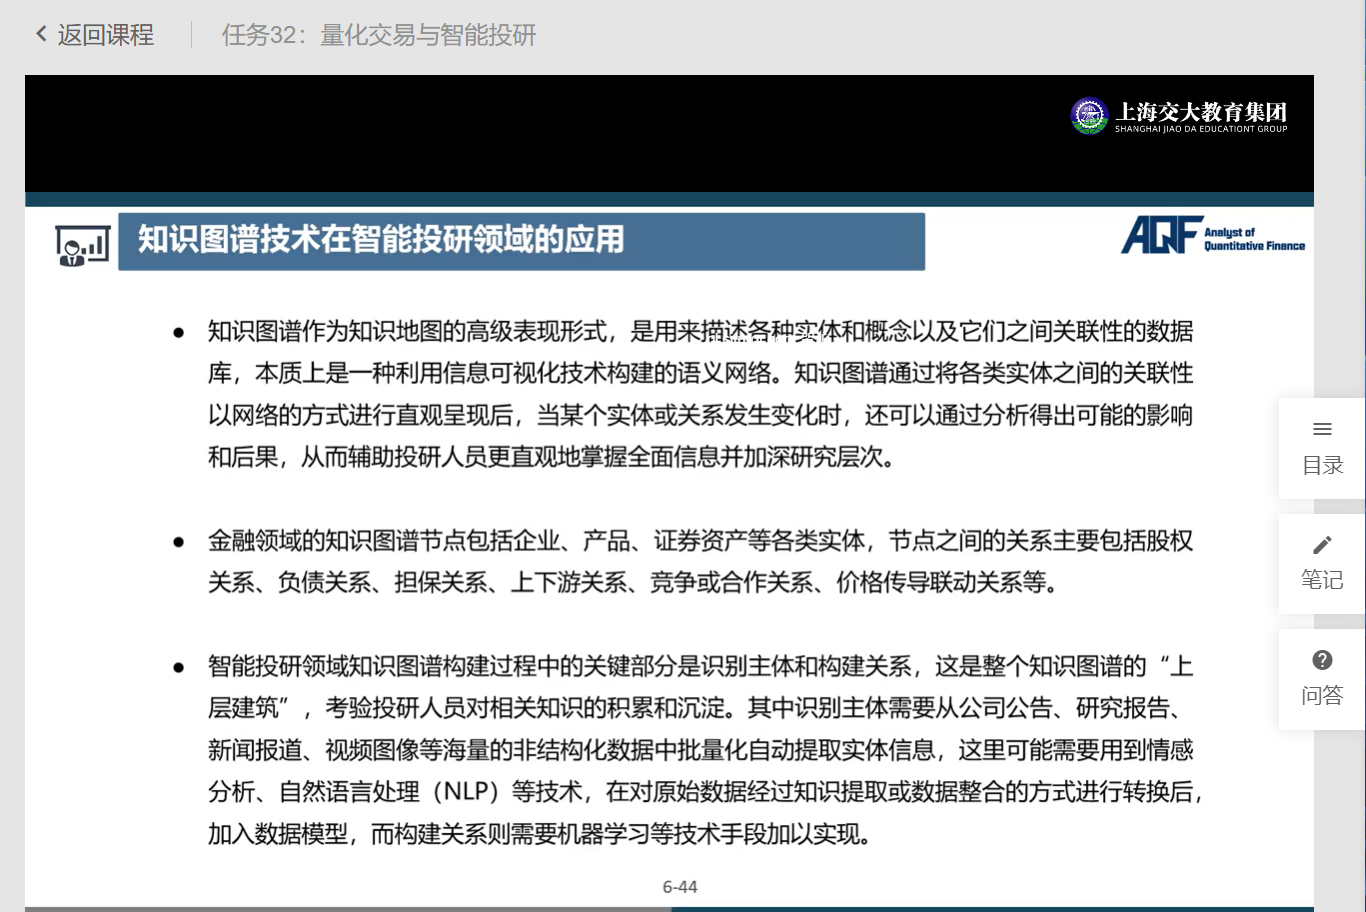 返回课程
任务32：量化交易与智能投研
上海交大教育集团
SHANGHAI JIAO DA EDUCATIONT GROUP
知识图谱技术在智能投研领域的应用
AQF
Analyst of
Quantitative Finance
● 知识图谱作为知识地图的高级表现形式，是用来描述各种实体和概念以及它们之间关联性的数据
库，本质上是一种利用信息可视化技术构建的语义网络。知识图谱通过将各类实体之间的关联性
以网络的方式进行直观呈现后，当某个实体或关系发生变化时，还可以通过分析得出可能的影响
和后果，从而辅助投研人员更直观地掌握全面信息并加深研究层次。
● 金融领域的知识图谱节点包括企业、产品、证券资产等各类实体，节点之间的关系主要包括股权
关系、负债关系、担保关系、上下游关系、竞争或合作关系、价格传导联动关系等。
● 智能投研领域知识图谱构建过程中的关键部分是识别主体和构建关系，这是整个知识图谱的“上
层建筑”，考验投研人员对相关知识的积累和沉淀。其中识别主体需要从公司公告、研究报告、
新闻报道、视频图像等海量的非结构化数据中批量化自动提取实体信息，这里可能需要用到情感
分析、自然语言处理（NLP）等技术，在对原始数据经过知识提取或数据整合的方式进行转换后，
加入数据模型，而构建关系则需要机器学习等技术手段加以实现。
6-44
目录
笔记
问答